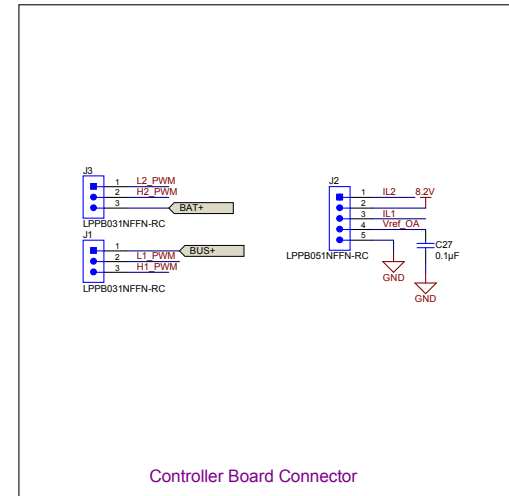 J3
1 L2_PWM
2 H2_PWM
3 BAT+
LPPB031NFFN-RC
J1
1 BUS+
2 L1_PWM
3 H1_PWM
LPPB031NFFN-RC
J2
1 IL2 8.2V
2
3 IL1
4 Vref_OA
5
LPPB051NFFN-RC
C27
0.1µF
GND
GND
Controller Board Connector